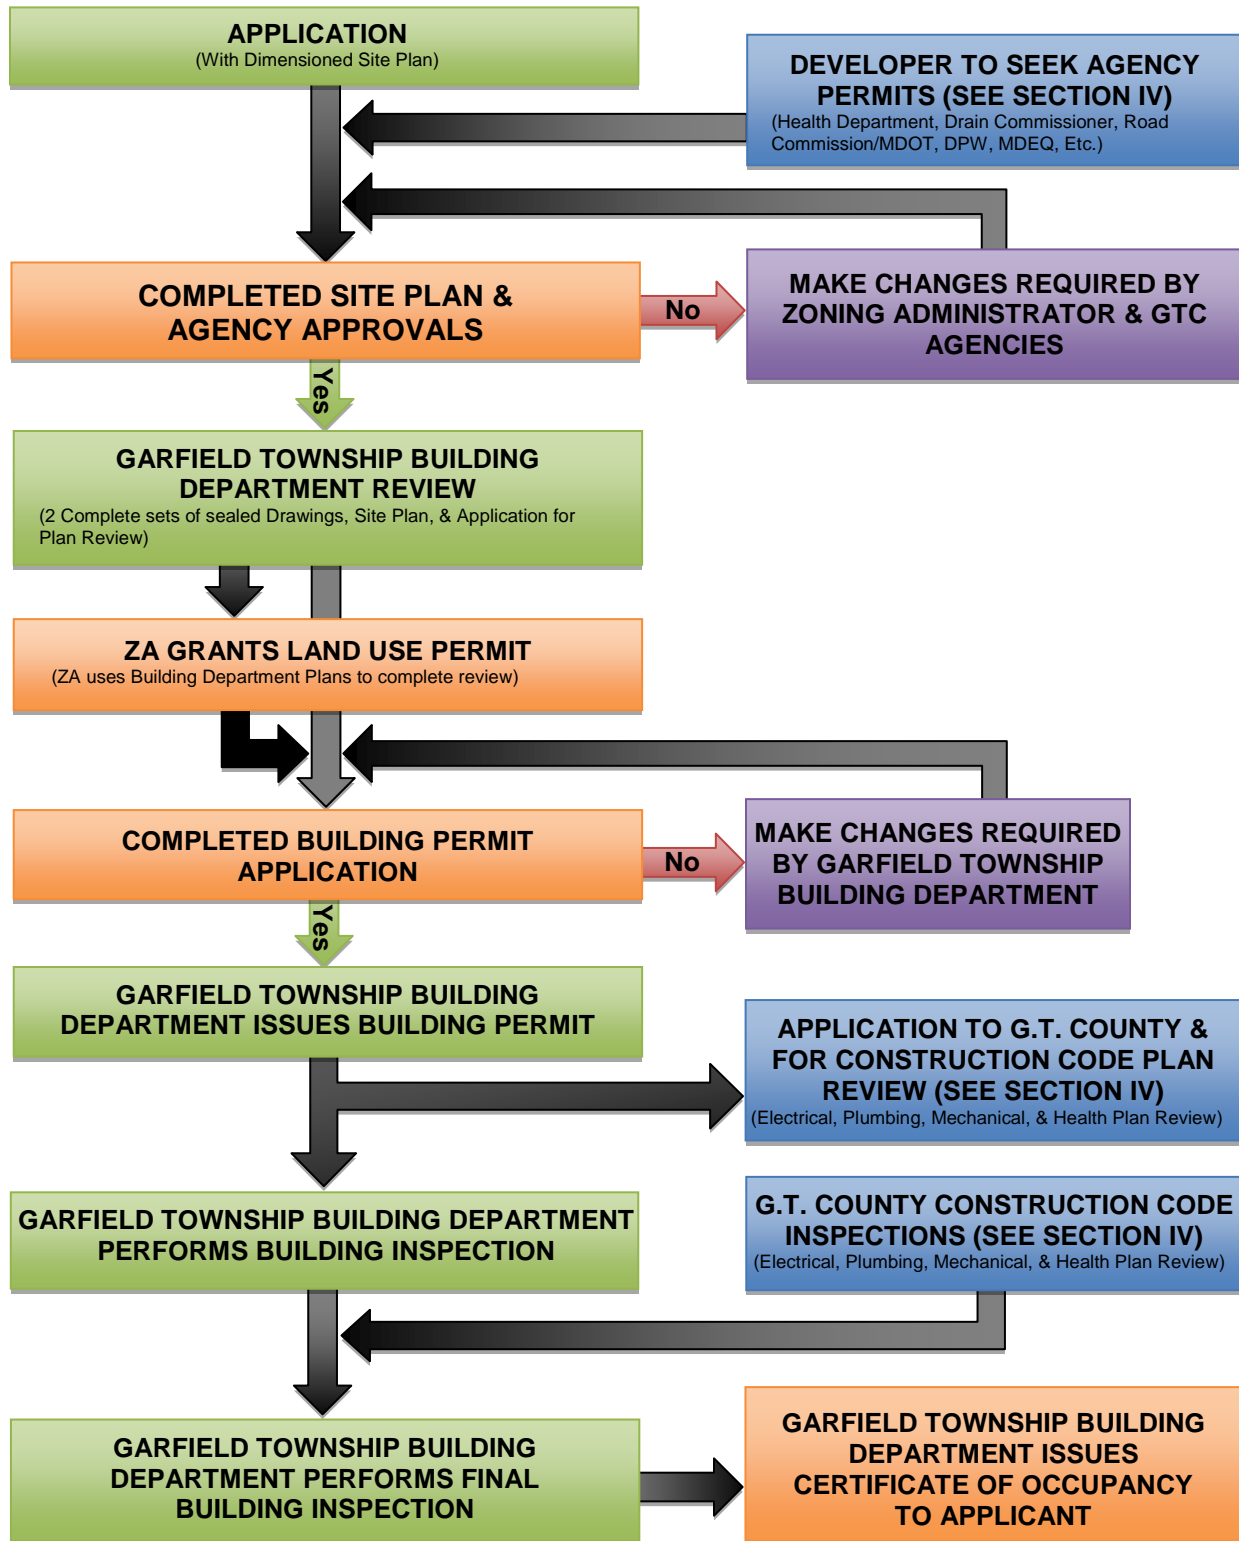 APPLICATION
(With Dimensioned Site Plan)
DEVELOPER TO SEEK AGENCY
PERMITS (SEE SECTION IV)
(Health Department, Drain Commissioner, Road
Commission/MDOT, DPW, MDEQ, Etc.)
COMPLETED SITE PLAN &
AGENCY APPROVALS
No
MAKE CHANGES REQUIRED BY
ZONING ADMINISTRATOR & GTC
AGENCIES
Yes
GARFIELD TOWNSHIP BUILDING
DEPARTMENT REVIEW
(2 Complete sets of sealed Drawings, Site Plan, & Application for
Plan Review)
ZA GRANTS LAND USE PERMIT
(ZA uses Building Department Plans to complete review)
COMPLETED BUILDING PERMIT
APPLICATION
No
MAKE CHANGES REQUIRED
BY GARFIELD TOWNSHIP
BUILDING DEPARTMENT
Yes
GARFIELD TOWNSHIP BUILDING
DEPARTMENT ISSUES BUILDING PERMIT
APPLICATION TO G.T. COUNTY &
FOR CONSTRUCTION CODE PLAN
REVIEW (SEE SECTION IV)
(Electrical, Plumbing, Mechanical, & Health Plan Review)
GARFIELD TOWNSHIP BUILDING DEPARTMENT
PERFORMS BUILDING INSPECTION
G.T. COUNTY CONSTRUCTION CODE
INSPECTIONS (SEE SECTION IV)
(Electrical, Plumbing, Mechanical, & Health Plan Review)
GARFIELD TOWNSHIP BUILDING
DEPARTMENT PERFORMS FINAL
BUILDING INSPECTION
GARFIELD TOWNSHIP BUILDING
DEPARTMENT ISSUES
CERTIFICATE OF OCCUPANCY
TO APPLICANT